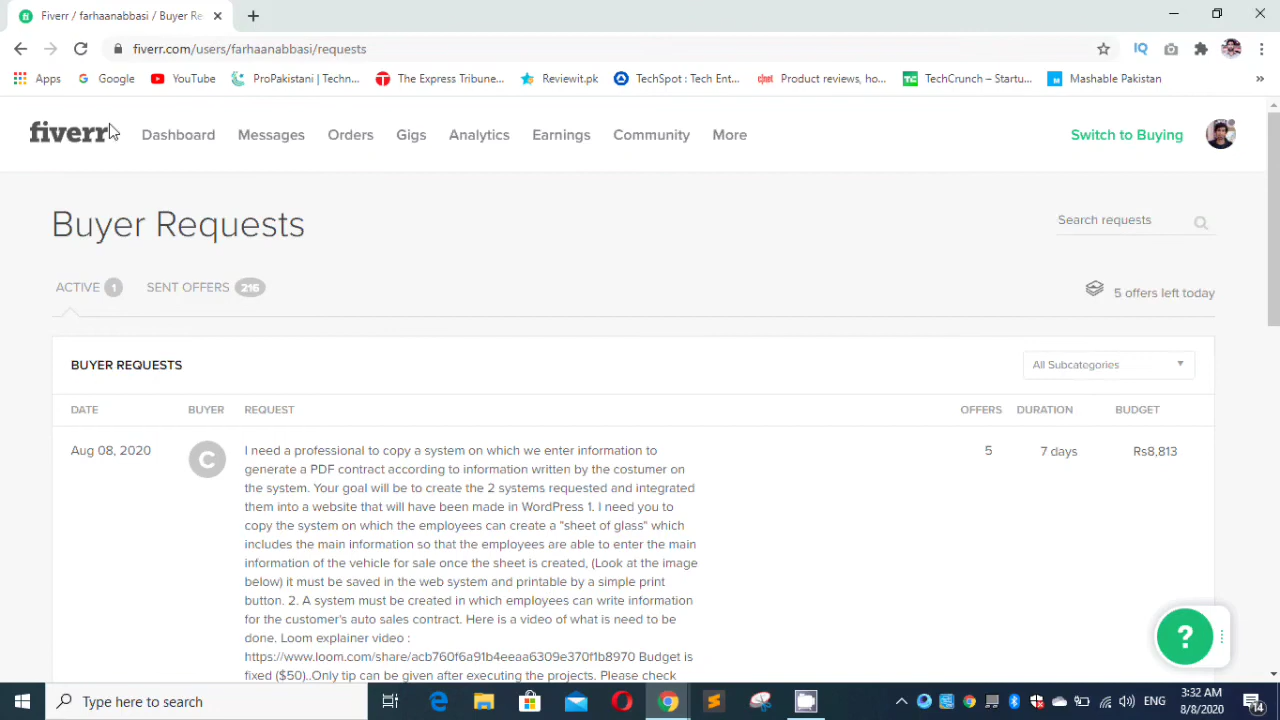 Fiverr / farhaanabbasi / Buyer Re
fiverr.com/users/farhaanabbasi/requests
IQ
Apps Google YouTube ProPakistani | Techn... The Express Tribune... Reviewit.pk TechSpot : Tech Ent... cnet Product reviews, ho... TC TechCrunch – Startu... Mashable Pakistan »
fiverr Dashboard Messages Orders Gigs Analytics Earnings Community More Switch to Buying
Buyer Requests
Search requests
ACTIVE 1 SENT OFFERS 216
5 offers left today
BUYER REQUESTS
All Subcategories
DATE BUYER REQUEST OFFERS DURATION BUDGET
Aug 08, 2020 C I need a professional to copy a system on which we enter information to 5 7 days Rs8,813
generate a PDF contract according to information written by the costumer on
the system. Your goal will be to create the 2 systems requested and integrated
them into a website that will have been made in WordPress 1. I need you to
copy the system on which the employees can create a "sheet of glass" which
includes the main information so that the employees are able to enter the main
information of the vehicle for sale once the sheet is created, (Look at the image
below) it must be saved in the web system and printable by a simple print
button. 2. A system must be created in which employees can write information
for the customer's auto sales contract. Here is a video of what is need to be
done. Loom explainer video :
https://www.loom.com/share/acb760f6a91b4eeaa6309e370f1b8970 Budget is
fixed ($50)..Only tip can be given after executing the projects. Please check
?
Type here to search
ENG
3:32 AM
8/8/2020
14